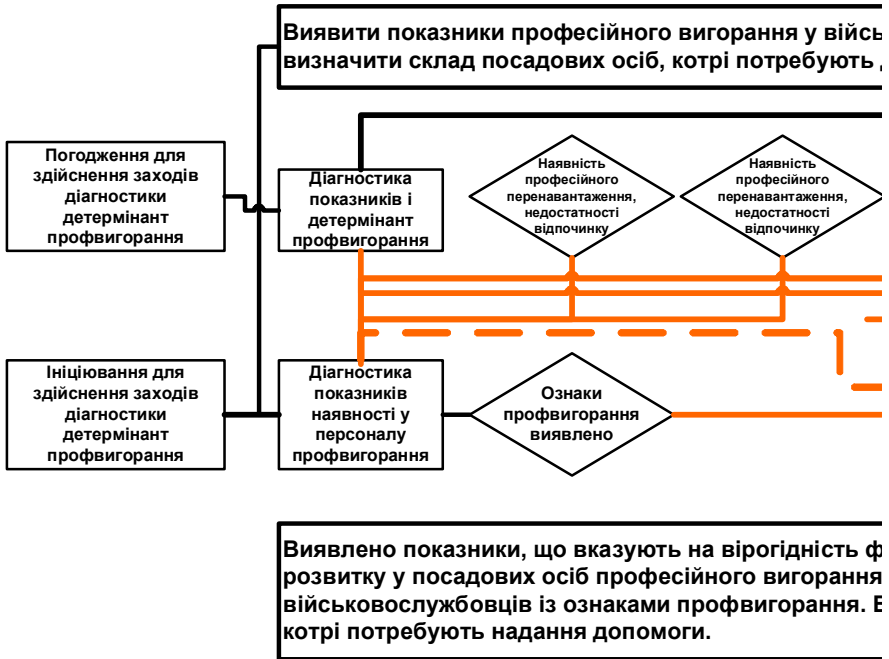 Виявити показники професійного вигорання у
визначити склад посадових осіб, котрі потребують
Погодження для
здійснення заходів
діагностики
детермінант
профвигорання
Діагностика
показників і
детермінант
профвигорання
Наявність
професійного
перенавантаження,
недостатності
відпочинку
Наявність
професійного
перенавантаження,
недостатності
відпочинку
Ініціювання для
здійснення заходів
діагностики
детермінант
профвигорання
Діагностика
показників
наявності у
персоналу
профвигорання
Ознаки
профвигорання
виявлено
Виявлено показники, що вказують на вірогідність
розвитку у посадових осіб професійного вигорання
військовослужбовців із ознаками профвигорання.
котрі потребують надання допомоги.